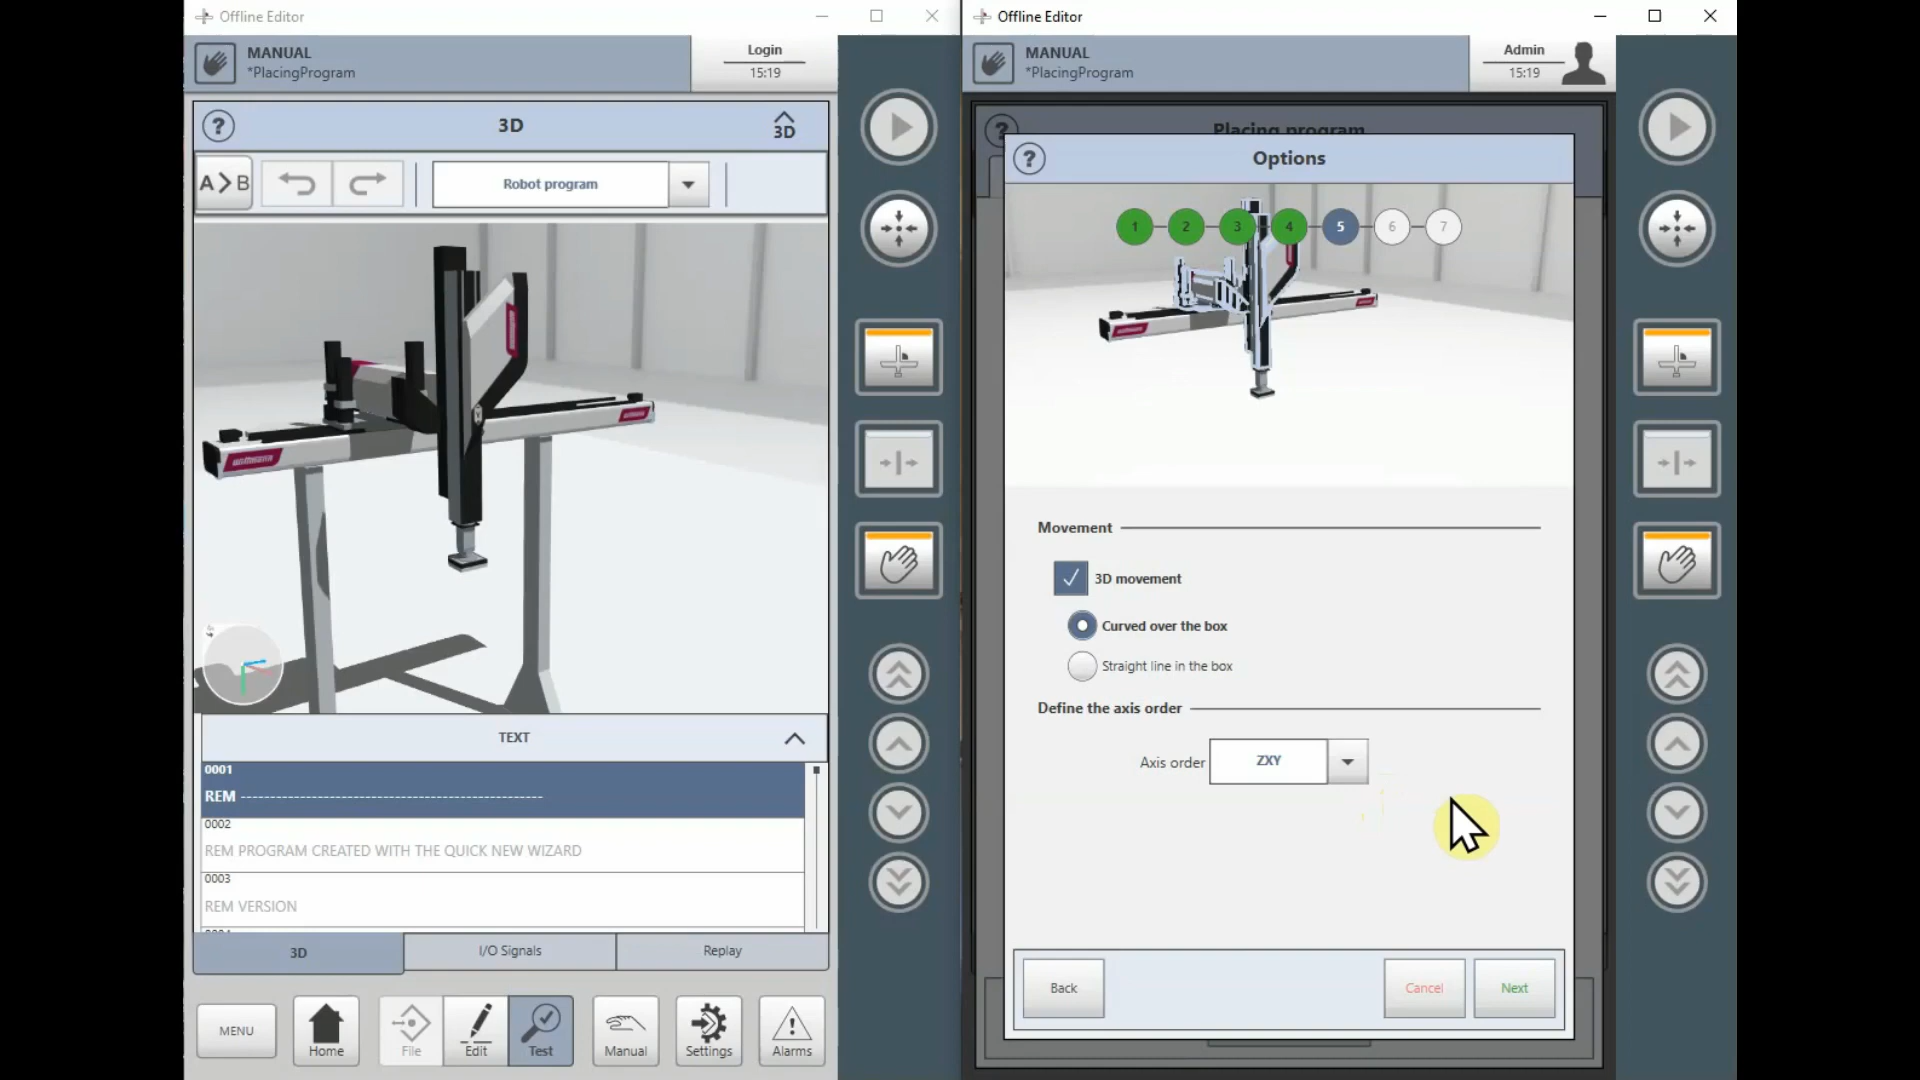 Offline Editor
MANUAL
*PlacingProgram
Login
15:19
?
3D
3D
A>B
Robot program
WITTMANN
TEXT
0001
REM ----------------------------------------------------
0002
REM PROGRAM CREATED WITH THE QUICK NEW WIZARD
0003
REM VERSION
3D
I/O Signals
Replay
MENU
Home
File
Edit
Test
Manual
Settings
Alarms
Offline Editor
MANUAL
*PlacingProgram
Admin
15:19
?
Placing program
?
Options
1
2
3
4
5
6
7
Movement
3D movement
Curved over the box
Straight line in the box
Define the axis order
Axis order
ZXY
Back
Cancel
Next